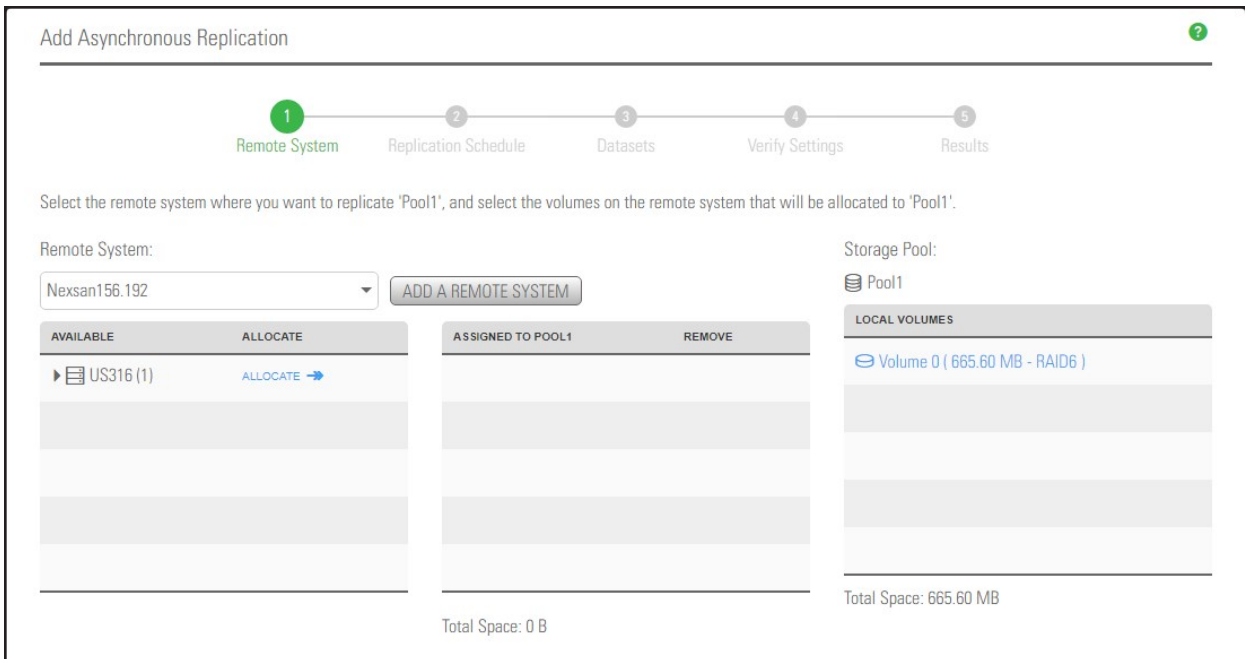 Add Asynchronous Replication
?
1 2 3 4 5
Remote System Replication Schedule Datasets Verify Settings Results
Select the remote system where you want to replicate 'Pool1', and select the volumes on the remote system that will be allocated to 'Pool1'.
Remote System:
Nexsan156.192
ADD A REMOTE SYSTEM
AVAILABLE ALLOCATE
US316 (1) ALLOCATE
ASSIGNED TO POOL1 REMOVE
Total Space: 0 B
Storage Pool:
Pool1
LOCAL VOLUMES
Volume 0 ( 665.60 MB - RAID6 )
Total Space: 665.60 MB